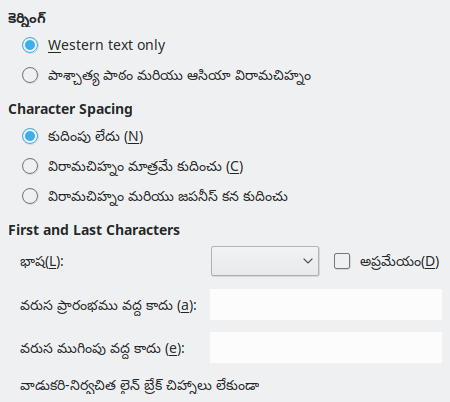 కెర్నింగ్
Western text only
పాశ్చాత్య పాఠం మరియు ఆసియా విరామచిహ్నం
Character Spacing
కుదింపు లేదు (N)
విరామచిహ్నం మాత్రమే కుదించు (C)
విరామచిహ్నం మరియు జపనీస్ కన కుదించు
First and Last Characters
భాష(L): అప్రమేయం(D)
వరుస ప్రారంభము వద్ద కాదు (a):
వరుస ముగింపు వద్ద కాదు (e):
వాడుకరి-నిర్వచిత లైన్ బ్రేక్ చిహ్నాలు లేకుండా